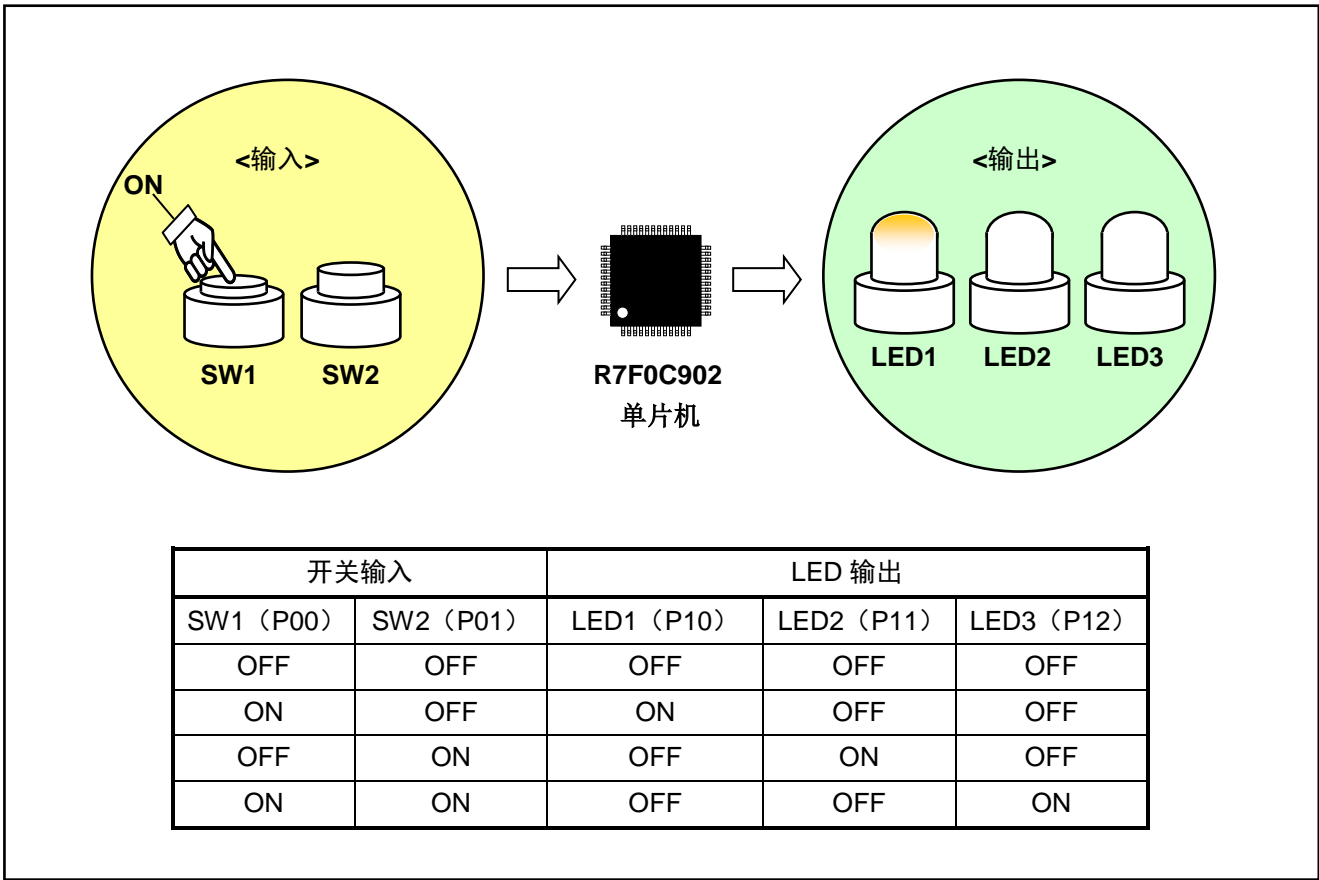 <输入>
ON
SW1 SW2
R7F0C902
单片机
<输出>
LED1 LED2 LED3
开关输入 LED 输出
SW1（P00） SW2（P01） LED1（P10） LED2（P11） LED3（P12）
OFF OFF OFF OFF OFF
ON OFF ON OFF OFF
OFF ON OFF ON OFF
ON ON OFF OFF ON